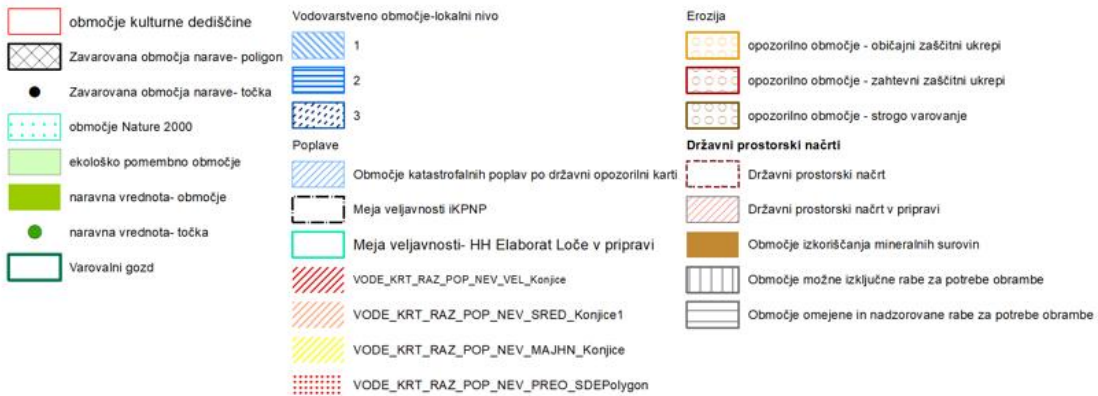 območje kulturne dediščine
Zavarovana območja narave- poligon
Zavarovana območja narave- točka
območje Nature 2000
ekološko pomembno območje
naravna vrednota- območje
naravna vrednota- točka
Varovalni gozd
Vodovarstveno območje-lokalni nivo
1
2
3
Poplave
Območje katastrofalnih poplav po državni opozorilni karti
Meja veljavnosti iKPNP
Meja veljavnosti- HH Elaborat Loče v pripravi
VODE_KRT_RAZ_POP_NEV_VEL_Konjice
VODE_KRT_RAZ_POP_NEV_SRED_Konjice1
VODE_KRT_RAZ_POP_NEV_MAJHN_Konjice
VODE_KRT_RAZ_POP_NEV_PREO_SDEPolygon
Erozija
opozorilno območje - običajni zaščitni ukrepi
opozorilno območje - zahtevni zaščitni ukrepi
opozorilno območje - strogo varovanje
Državni prostorski načrti
Državni prostorski načrt
Državni prostorski načrt v pripravi
Območje izkoriščanja mineralnih surovin
Območje možne izključne rabe za potrebe obrambe
Območje omejene in nadzorovane rabe za potrebe obrambe